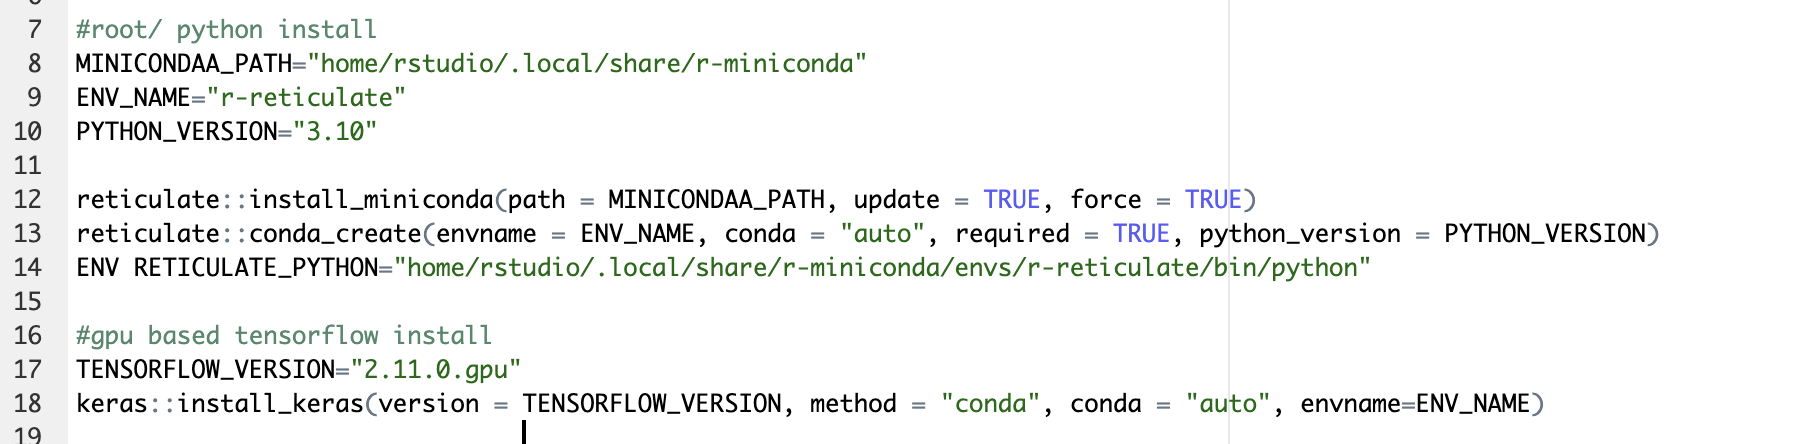 7 #root/ python install
8 MINICONDAA_PATH="home/rstudio/.local/share/r-miniconda"
9 ENV_NAME="r-reticulate"
10 PYTHON_VERSION="3.10"
11
12 reticulate::install_miniconda(path = MINICONDAA_PATH, update = TRUE, force = TRUE)
13 reticulate::conda_create(envname = ENV_NAME, conda = "auto", required = TRUE, python_version = PYTHON_VERSION)
14 ENV RETICULATE_PYTHON="home/rstudio/.local/share/r-miniconda/envs/r-reticulate/bin/python"
15
16 #gpu based tensorflow install
17 TENSORFLOW_VERSION="2.11.0.gpu"
18 keras::install_keras(version = TENSORFLOW_VERSION, method = "conda", conda = "auto", envname=ENV_NAME)
19